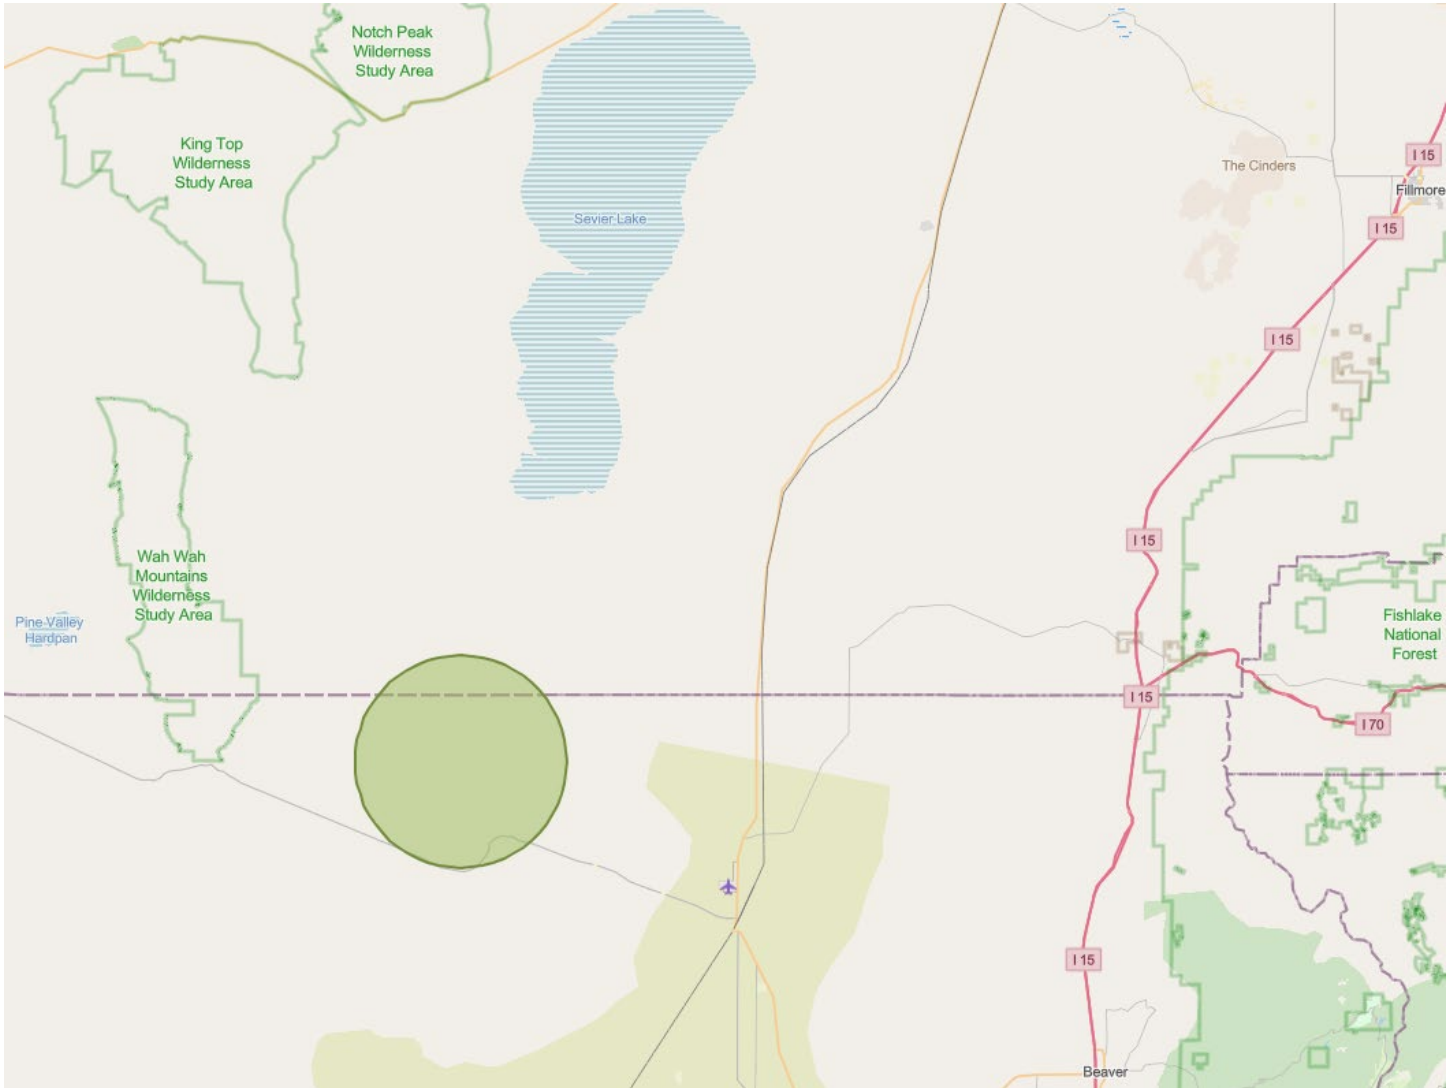 Notch Peak
Wilderness
Study Area
King Top
Wilderness
Study Area
The Cinders
I 15
Fillmore
Sevier Lake
I 15
I 15
I 15
Wah Wah
Mountains
Wilderness
Study Area
Pine Valley
Hardpan
Fishlake
National
Forest
I 15
I 70
I 15
Beaver